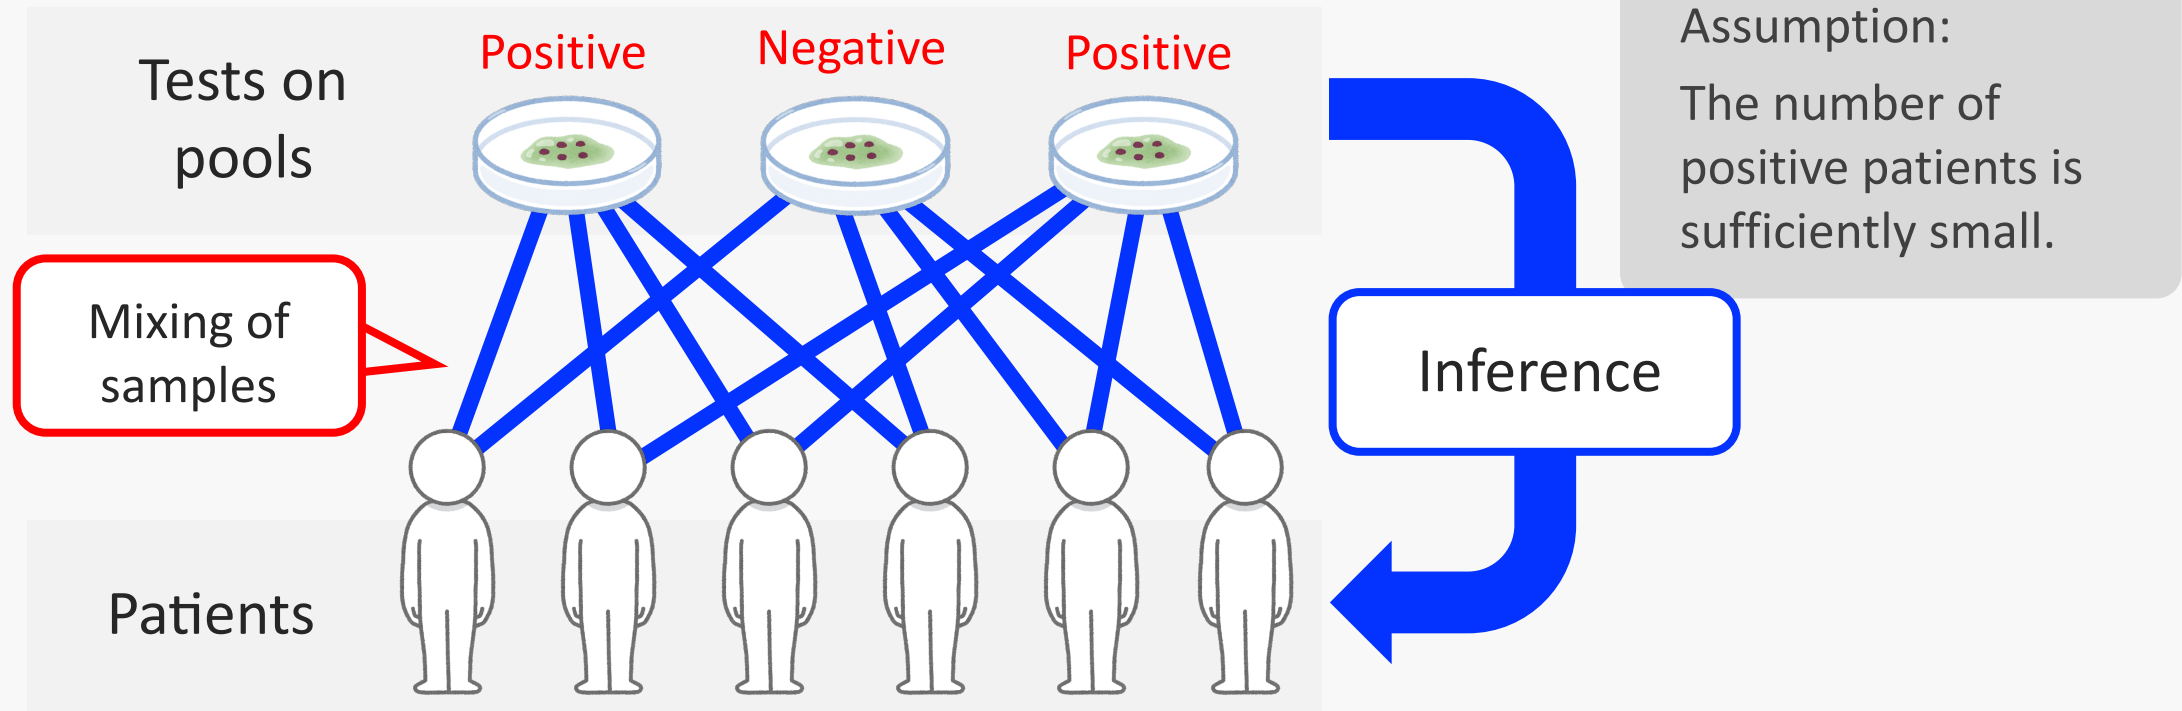 Tests on
pools
Positive
Negative
Positive
Assumption:
The number of
positive patients is
sufficiently small.
Mixing of
samples
Inference
Patients